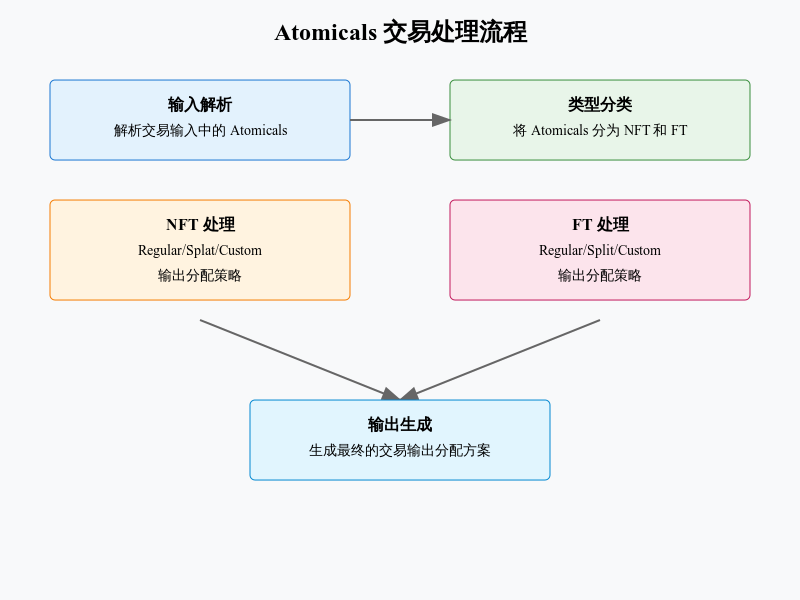 Atomicals 交易处理流程
输入解析
解析交易输入中的 Atomicals
类型分类
将 Atomicals 分为 NFT 和 FT
NFT 处理
Regular/Splat/Custom
输出分配策略
FT 处理
Regular/Split/Custom
输出分配策略
输出生成
生成最终的交易输出分配方案